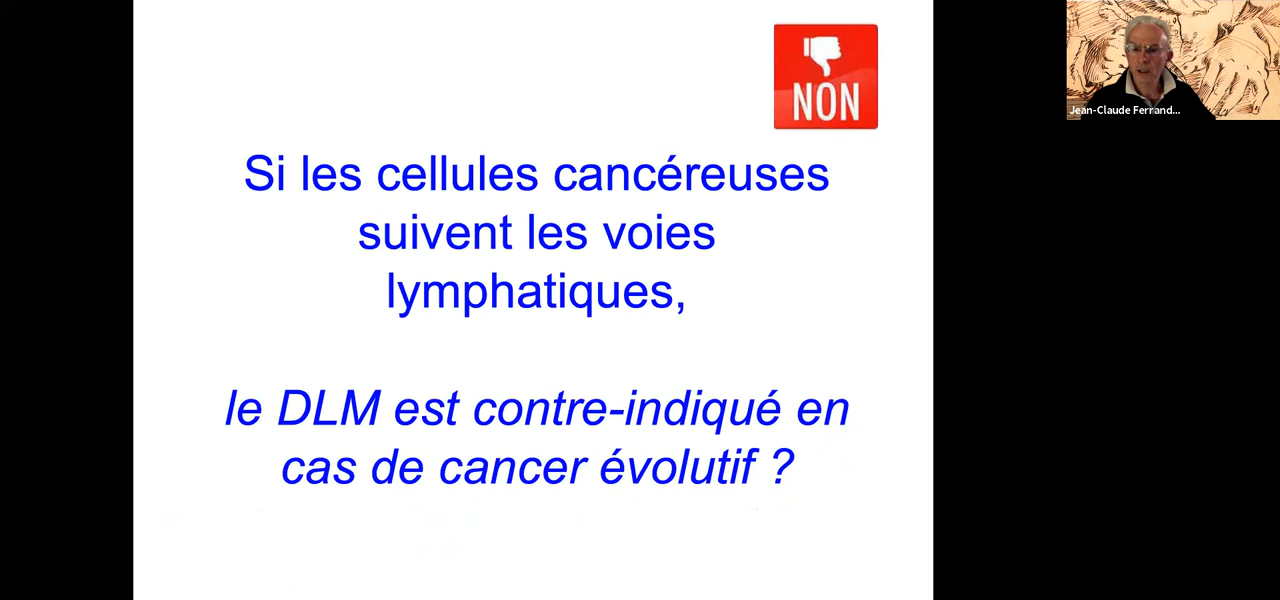 NON
Jean-Claude Ferrand...
Si les cellules cancéreuses
suivent les voies
lymphatiques,
le DLM est contre-indiqué en
cas de cancer évolutif ?